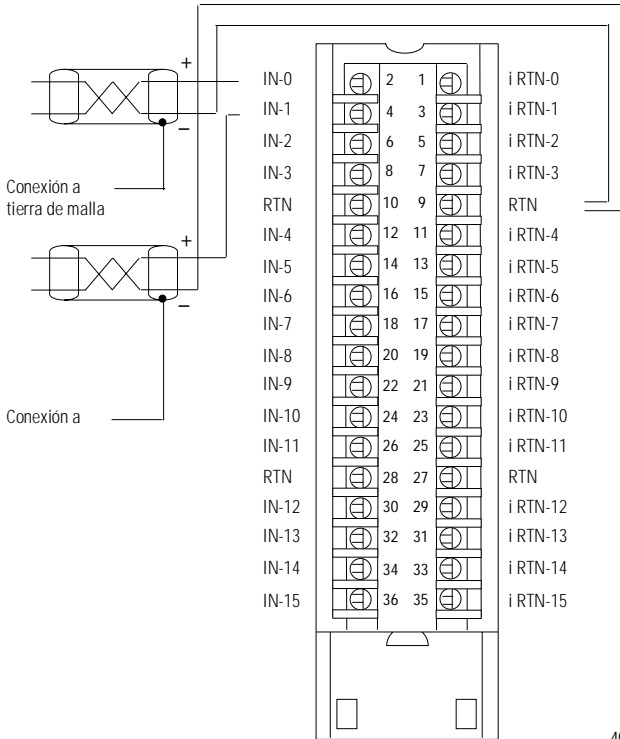 +
IN-0 2 1 i RTN-0
IN-1 4 3 i RTN-1
−
IN-2 6 5 i RTN-2
IN-3 8 7 i RTN-3
Conexión a
tierra de malla
RTN 10 9 RTN
IN-4 12 11 i RTN-4
+
IN-5 14 13 i RTN-5
IN-6 16 15 i RTN-6
−
IN-7 18 17 i RTN-7
IN-8 20 19 i RTN-8
IN-9 22 21 i RTN-9
Conexión a
IN-10 24 23 i RTN-10
IN-11 26 25 i RTN-11
RTN 28 27 RTN
IN-12 30 29 i RTN-12
IN-13 32 31 i RTN-13
IN-14 34 33 i RTN-14
IN-15 36 35 i RTN-15